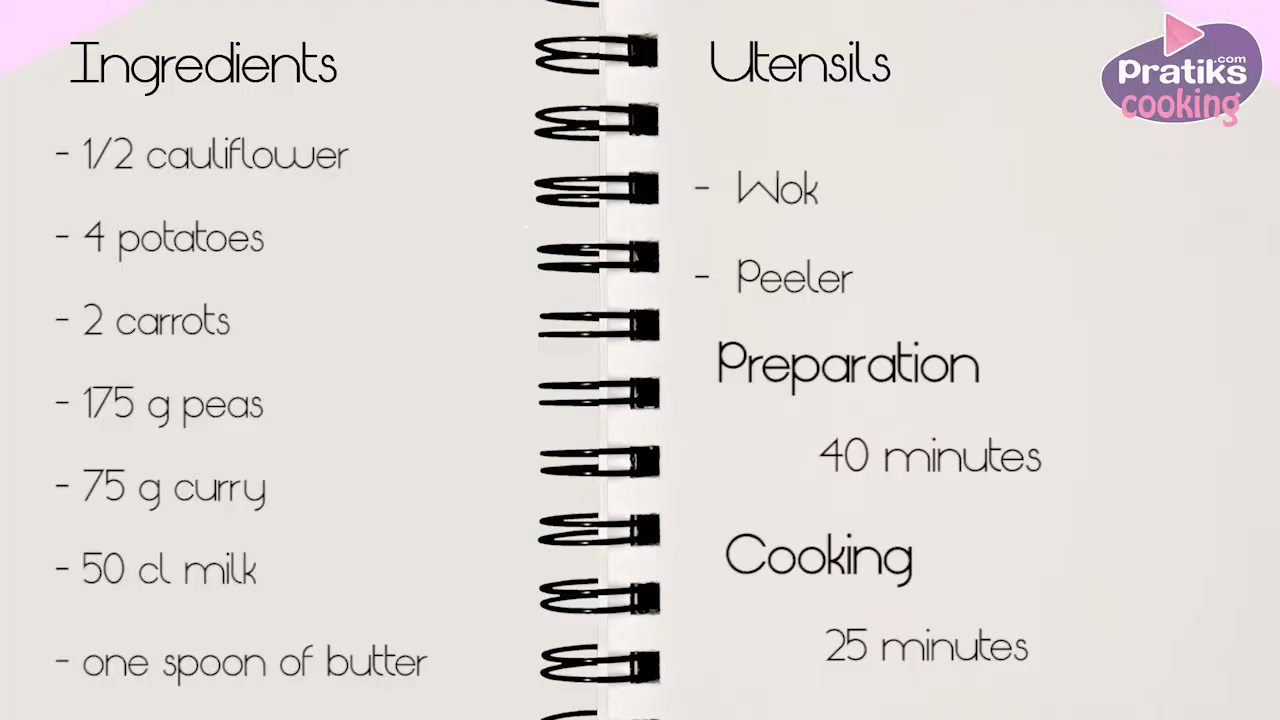 Ingredients
- 1/2 cauliflower
- 4 potatoes
- 2 carrots
- 175 g peas
- 75 g curry
- 50 cl milk
- one spoon of butter
Utensils
- Wok
- Peeler
Preparation
40 minutes
Cooking
25 minutes
Pratiks.com
cooking